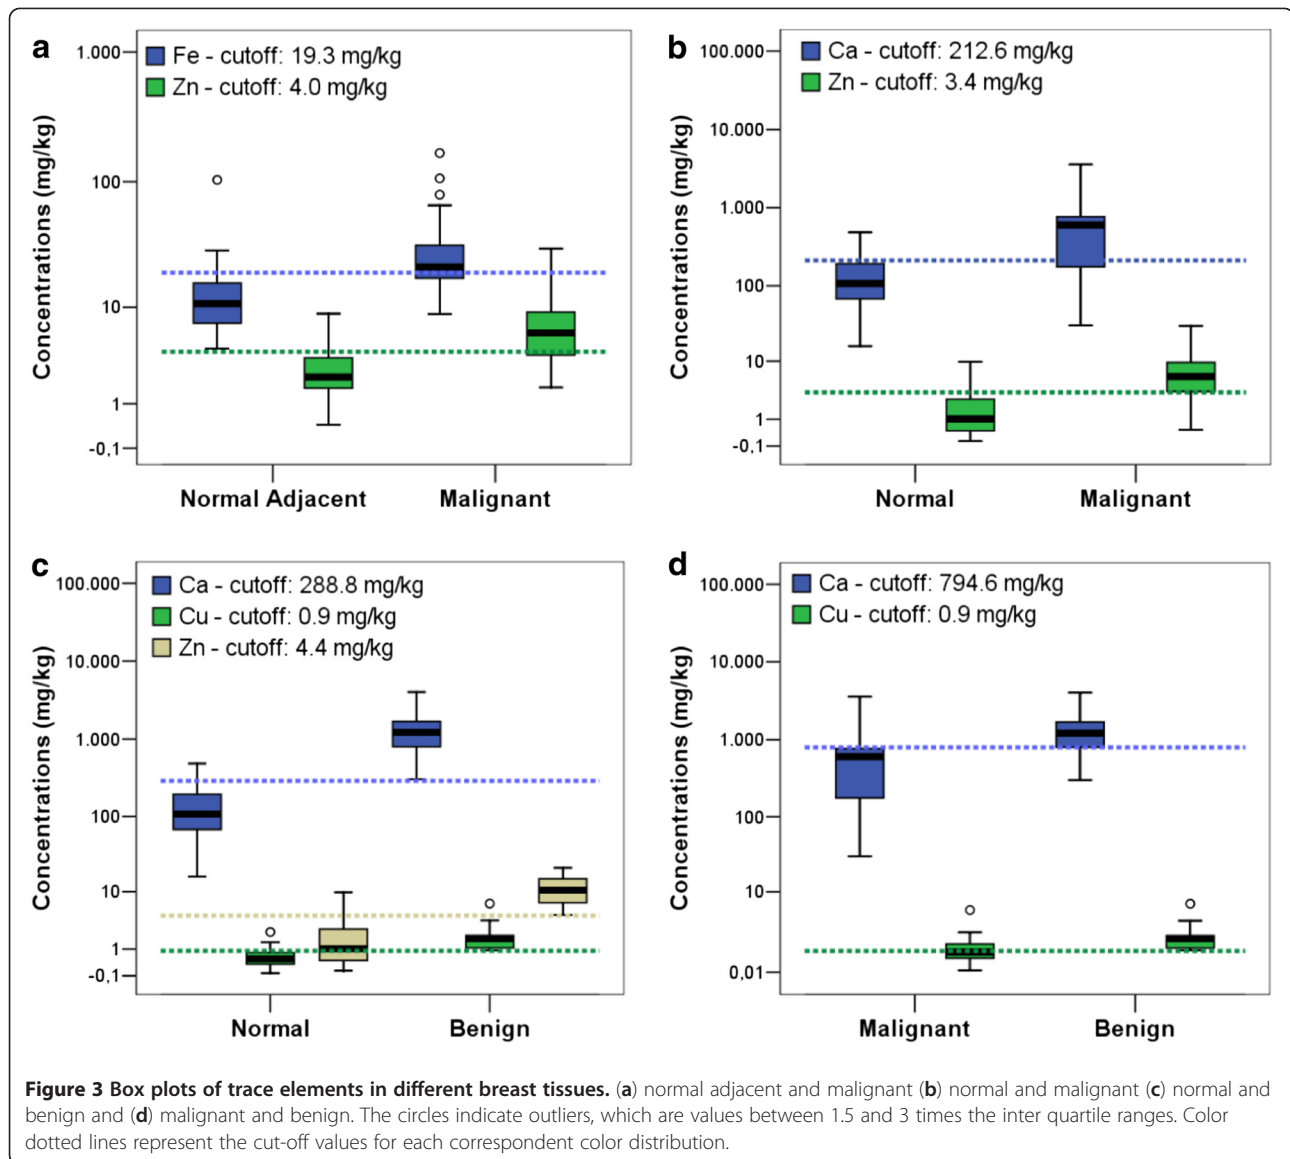 a
Fe - cutoff: 19.3 mg/kg
Zn - cutoff: 4.0 mg/kg
Concentrations (mg/kg)
1.000
100
10
1
-0,1
Normal Adjacent
Malignant
b
Ca - cutoff: 212.6 mg/kg
Zn - cutoff: 3.4 mg/kg
Concentrations (mg/kg)
100.000
10.000
1.000
100
10
1
-0,1
Normal
Malignant
c
Ca - cutoff: 288.8 mg/kg
Cu - cutoff: 0.9 mg/kg
Zn - cutoff: 4.4 mg/kg
Concentrations (mg/kg)
100.000
10.000
1.000
100
10
1
-0,1
Normal
Benign
d
Ca - cutoff: 794.6 mg/kg
Cu - cutoff: 0.9 mg/kg
Concentrations (mg/kg)
100.000
10.000
1.000
100
10
0,01
Malignant
Benign
Figure 3 Box plots of trace elements in different breast tissues. (a) normal adjacent and malignant (b) normal and malignant (c) normal and
benign and (d) malignant and benign. The circles indicate outliers, which are values between 1.5 and 3 times the inter quartile ranges. Color
dotted lines represent the cut-off values for each correspondent color distribution.